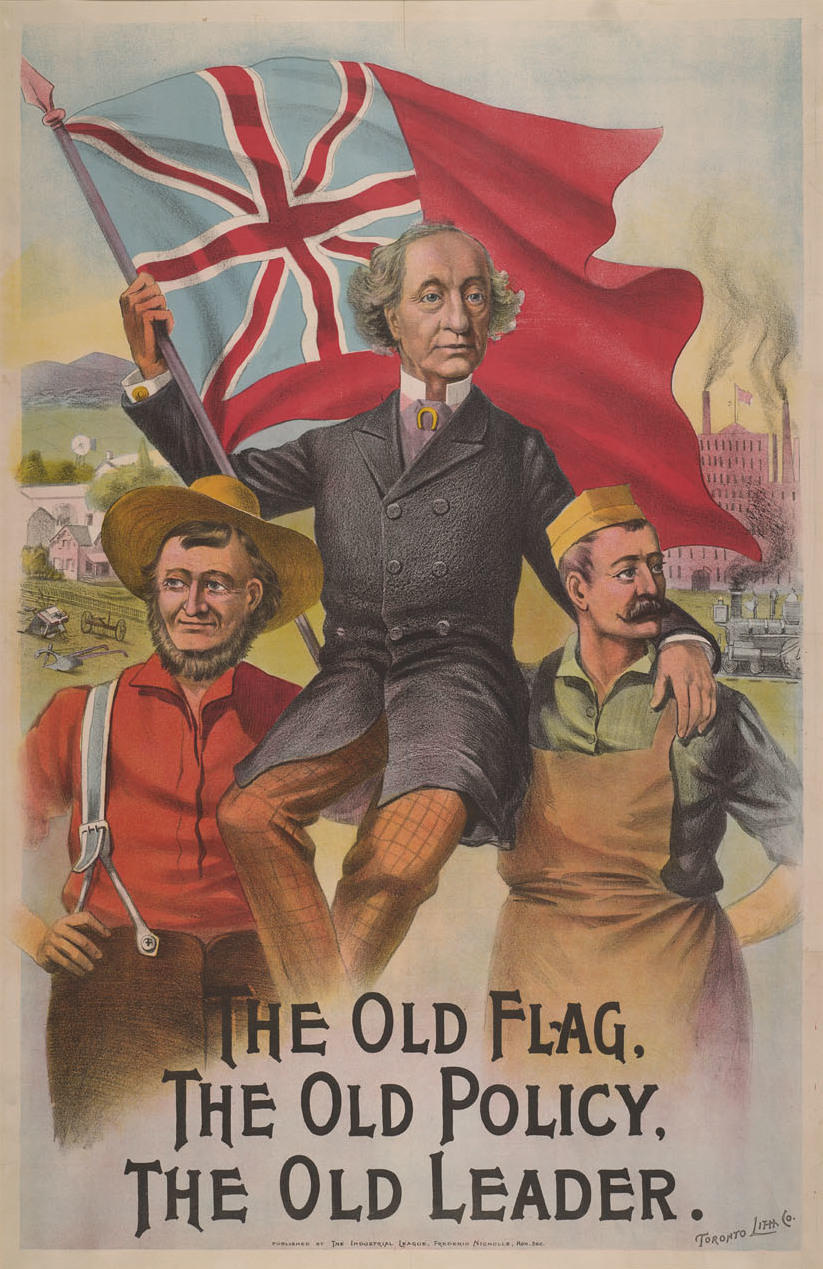 THE OLD FLAG,
THE OLD POLICY,
THE OLD LEADER.
TORONTO LITH. CO.
PUBLISHED BY THE INDUSTRIAL LEAGUE, FREDERIC NICHOLLS, HON. SEC.